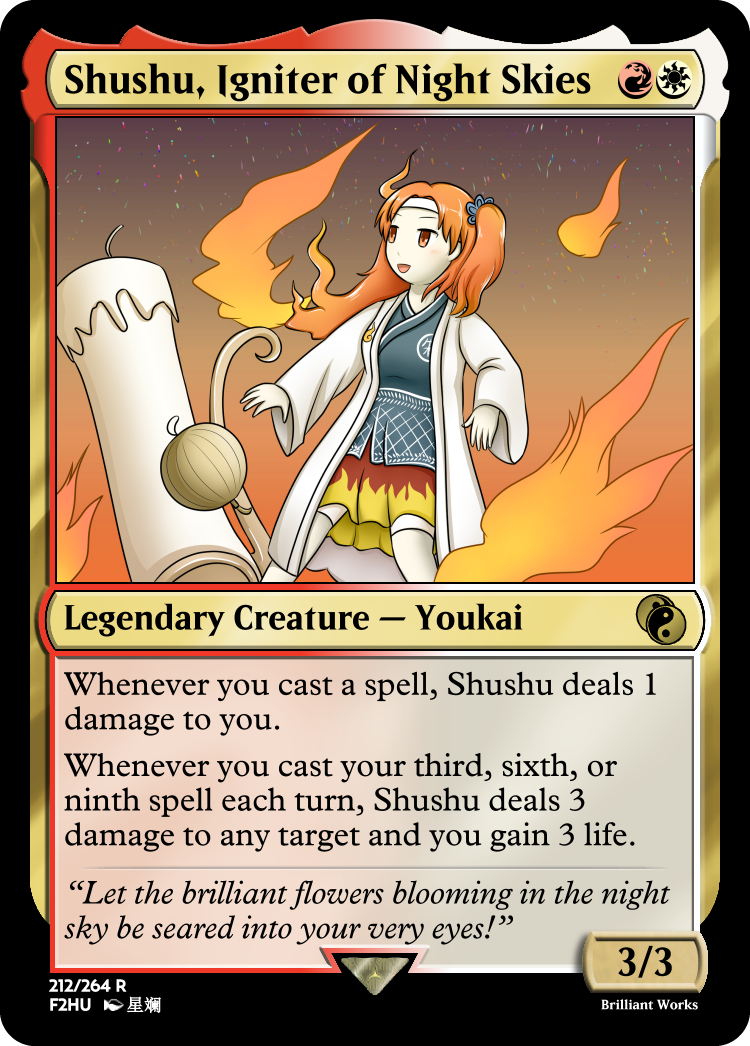 Shushu, Igniter of Night Skies
Legendary Creature — Youkai
Whenever you cast a spell, Shushu deals 1
damage to you.
Whenever you cast your third, sixth, or
ninth spell each turn, Shushu deals 3
damage to any target and you gain 3 life.
“Let the brilliant flowers blooming in the night
sky be seared into your very eyes!”
3/3
212/264 R
F2HU 星斓
Brilliant Works